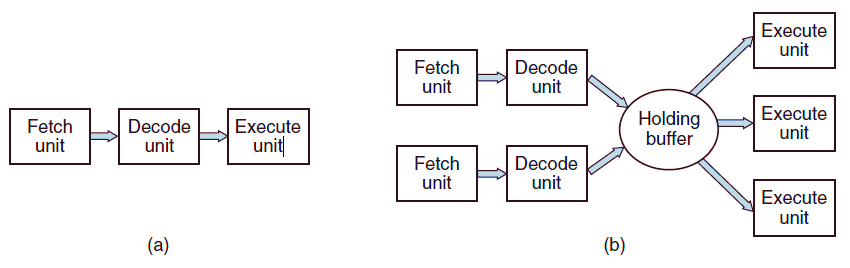 Fetch
unit
Decode
unit
Execute
unit
(a)
Fetch
unit
Decode
unit
Fetch
unit
Decode
unit
Holding
buffer
Execute
unit
Execute
unit
Execute
unit
(b)